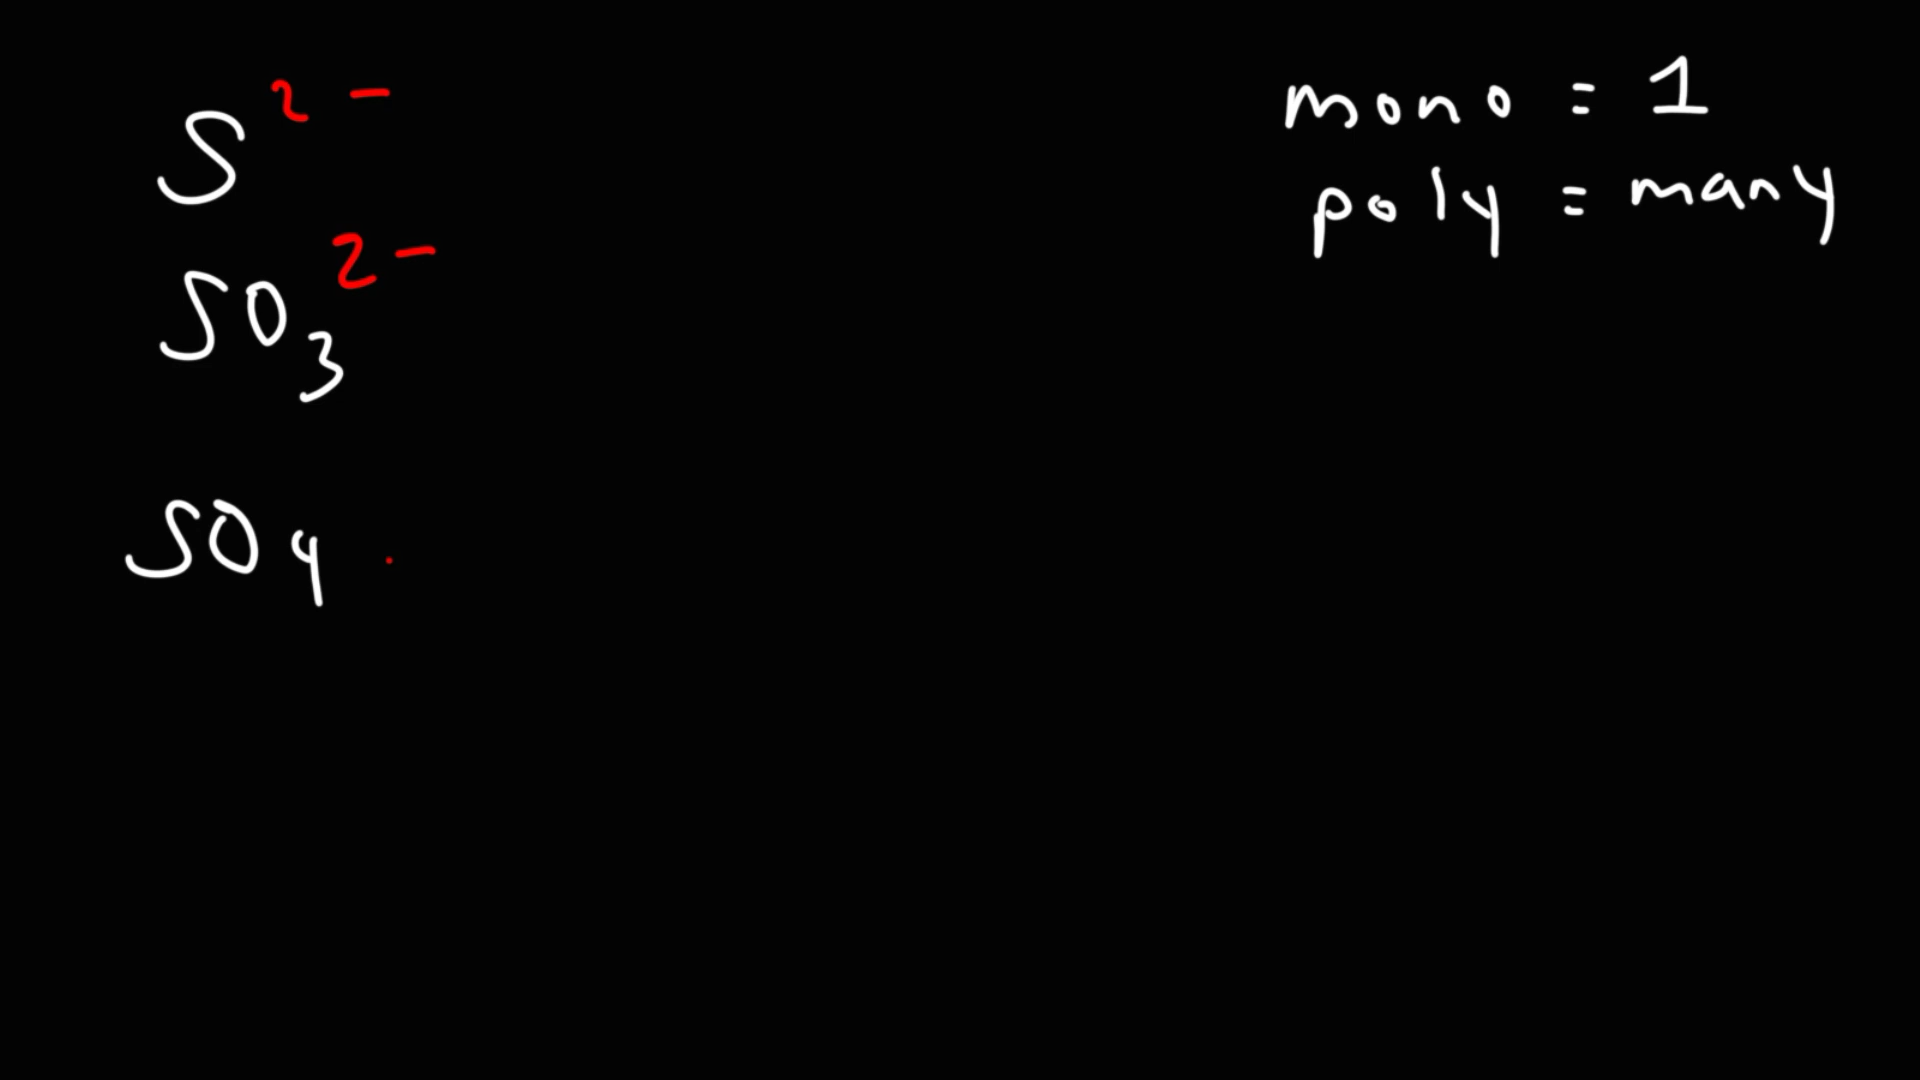 S²⁻
SO₃²⁻
SO₄
mono = 1
poly = many